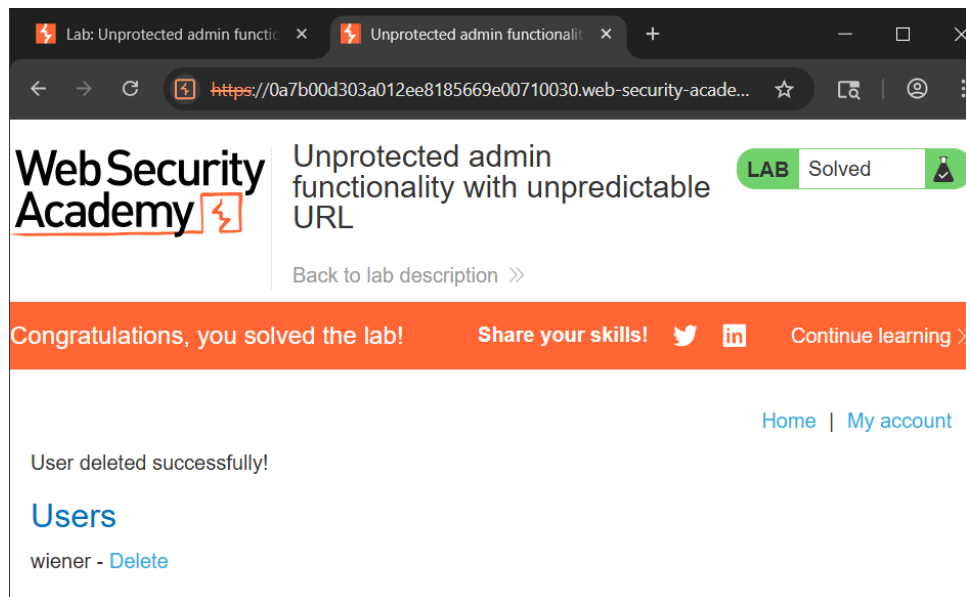 Lab: Unprotected admin functio
Unprotected admin functionalit
https://0a7b00d303a012ee8185669e00710030.web-security-acade...
Web Security
Academy
Unprotected admin
functionality with unpredictable
URL
LAB Solved
Back to lab description
Congratulations, you solved the lab! Share your skills! Continue learning
Home | My account
User deleted successfully!
Users
wiener - Delete